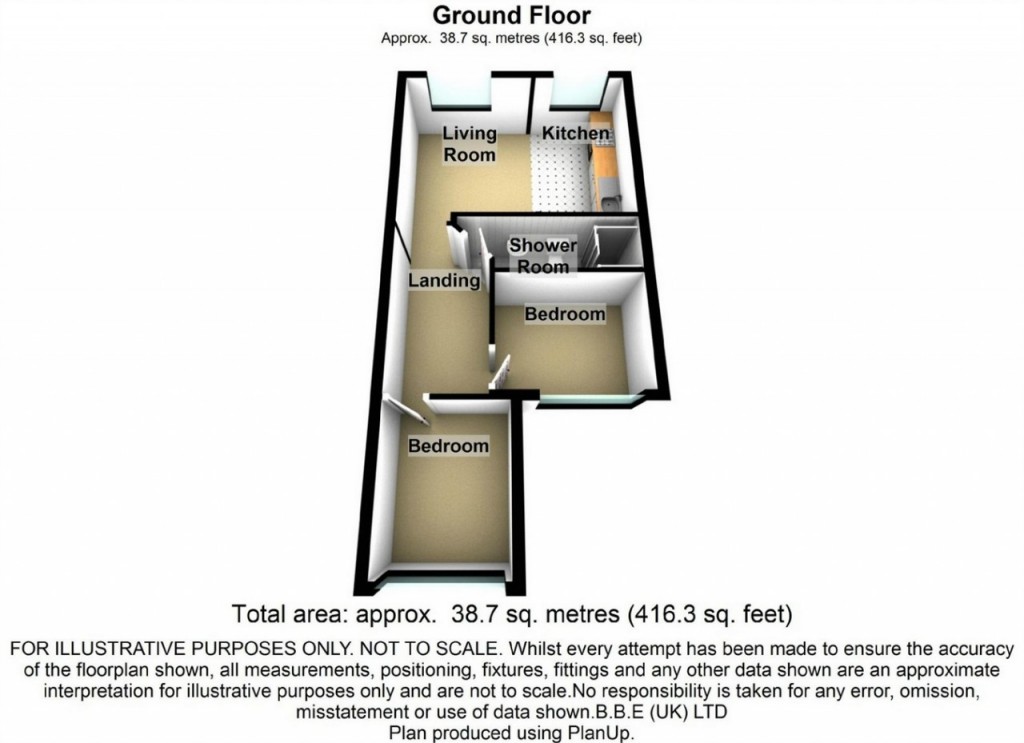 Ground Floor
Approx.  38.7 sq. metres (416.3 sq. feet)
Living
Room
Kitchen
Shower
Room
Landing
Bedroom
Bedroom
Total area: approx.  38.7 sq. metres (416.3 sq. feet)
FOR ILLUSTRATIVE PURPOSES ONLY. NOT TO SCALE. Whilst every attempt has been made to ensure the accuracy
of the floorplan shown, all measurements, positioning, fixtures, fittings and any other data shown are an approximate
interpretation for illustrative purposes only and are not to scale.No responsibility is taken for any error, omission,
misstatement or use of data shown.B.B.E (UK) LTD
Plan produced using PlanUp.